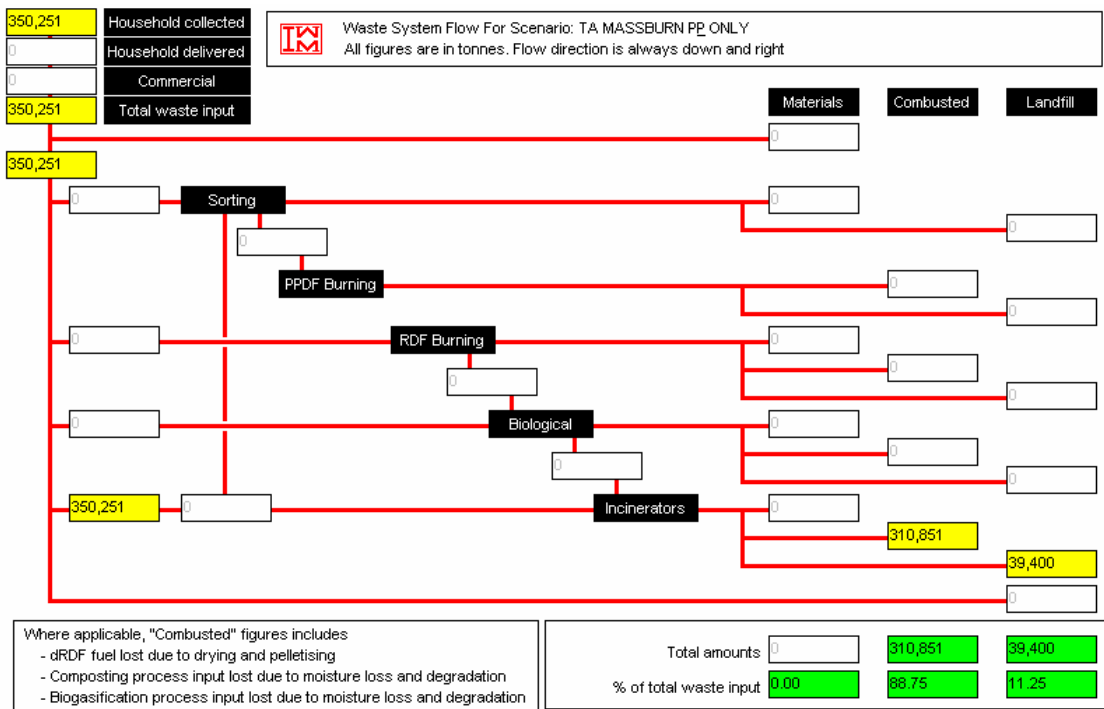 350,251 Household collected
0 Household delivered
0 Commercial
350,251 Total waste input
IWM
Waste System Flow For Scenario: TA MASSBURN PP ONLY
All figures are in tonnes. Flow direction is always down and right
Materials Combusted Landfill
0
350,251
0 Sorting 0
0
0
PPDF Burning 0
0
0 RDF Burning 0
0
0
0
0 Biological 0
0
0
0
350,251 0 Incinerators 0
310,851
39,400
0
Where applicable, "Combusted" figures includes
- dRDF fuel lost due to drying and pelletising
- Composting process input lost due to moisture loss and degradation
- Biogasification process input lost due to moisture loss and degradation
Total amounts 0 310,851 39,400
% of total waste input 0.00 88.75 11.25